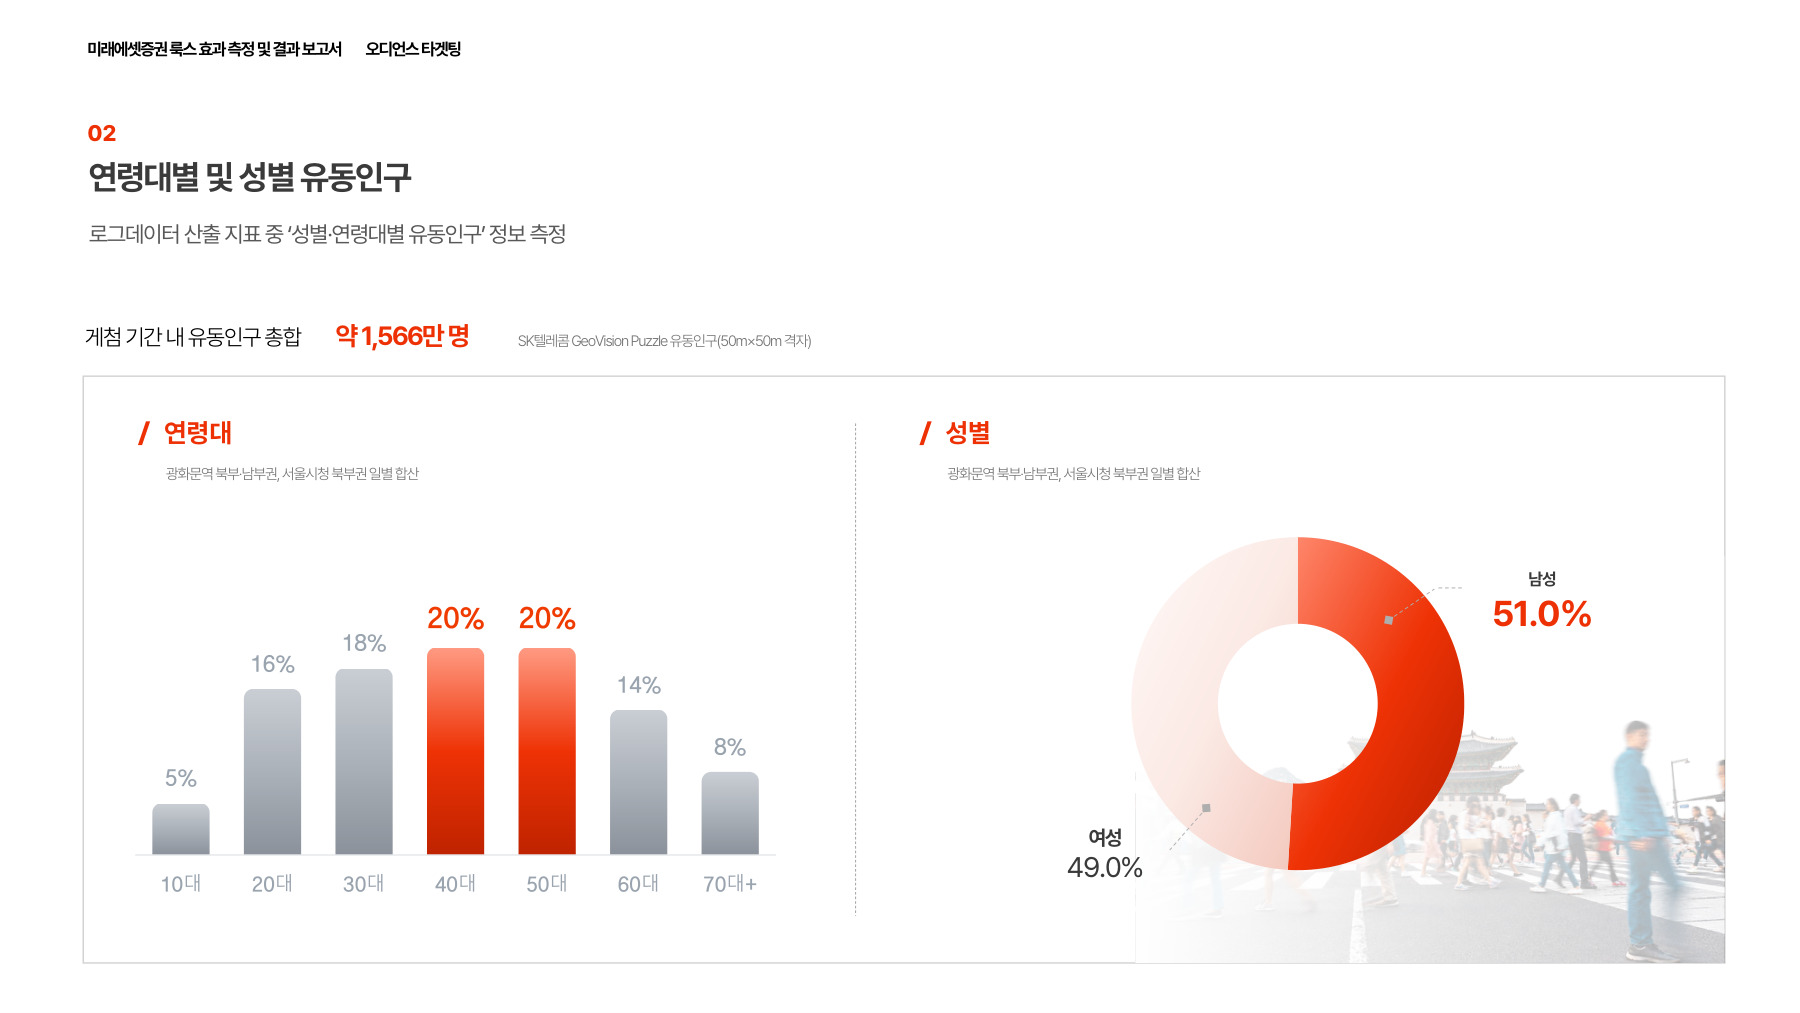 미래에셋증권 룩스 효과 측정 및 결과 보고서 오디언스 타겟팅
02
연령대별 및 성별 유동인구
로그데이터 산출 지표 중 ‘성별·연령대별 유동인구’ 정보 측정
게첨 기간 내 유동인구 총합 약 1,566만 명 SK텔레콤 GeoVision Puzzle 유동인구(50m×50m 격자)
/ 연령대
광화문역 북부·남부권, 서울시청 북부권 일별 합산
5%
16%
18%
20%
20%
14%
8%
10대
20대
30대
40대
50대
60대
70대+
/ 성별
광화문역 북부·남부권, 서울시청 북부권 일별 합산
남성
51.0%
여성
49.0%